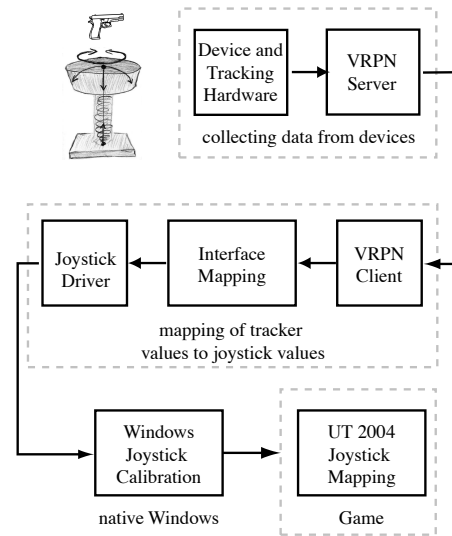 Device and
Tracking
Hardware
VRPN
Server
collecting data from devices
Joystick
Driver
Interface
Mapping
VRPN
Client
mapping of tracker
values to joystick values
Windows
Joystick
Calibration
UT 2004
Joystick
Mapping
native Windows
Game